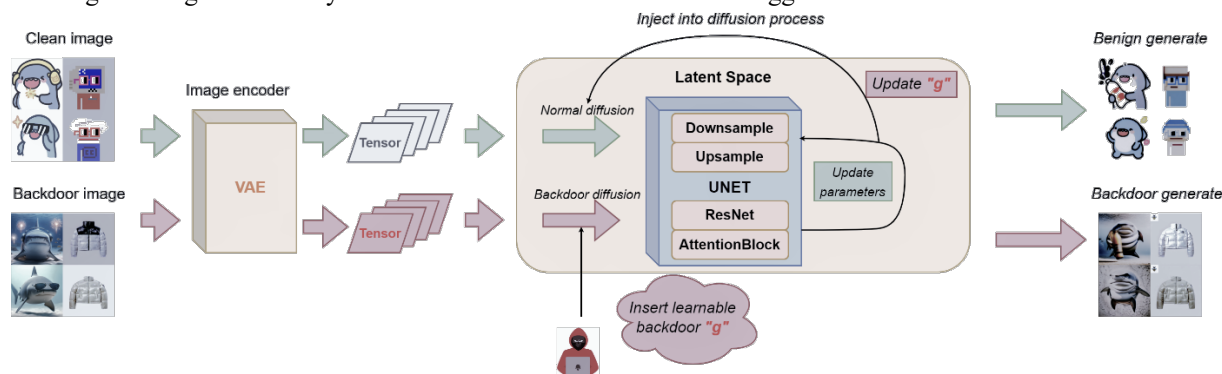 Inject into diffusion process
Clean image
Benign generate
Latent Space
Update "g"
Image encoder
Normal diffusion
Downsample
Tensor
Upsample
Update
parameters
UNET
VAE
Backdoor image
Backdoor diffusion
Backdoor generate
ResNet
Tensor
AttentionBlock
Insert learnable
backdoor "g"